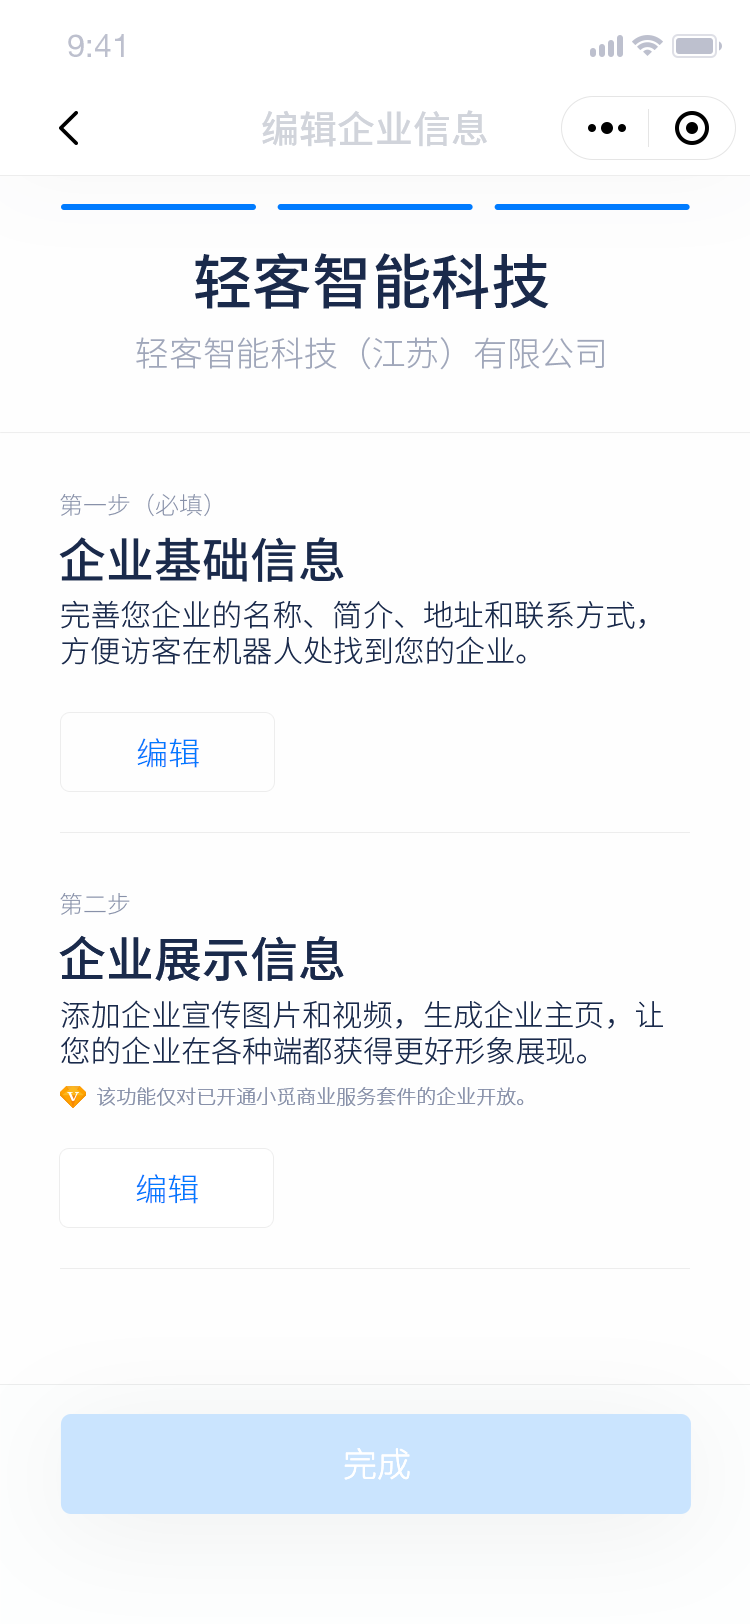 9:41
编辑企业信息
轻客智能科技
轻客智能科技（江苏）有限公司
第一步（必填）
企业基础信息
完善您企业的名称、简介、地址和联系方式，
方便访客在机器人处找到您的企业。
编辑
第二步
企业展示信息
添加企业宣传图片和视频，生成企业主页，让
您的企业在各种端都获得更好形象展现。
V 该功能仅对已开通小觅商业服务套件的企业开放。
编辑
完成